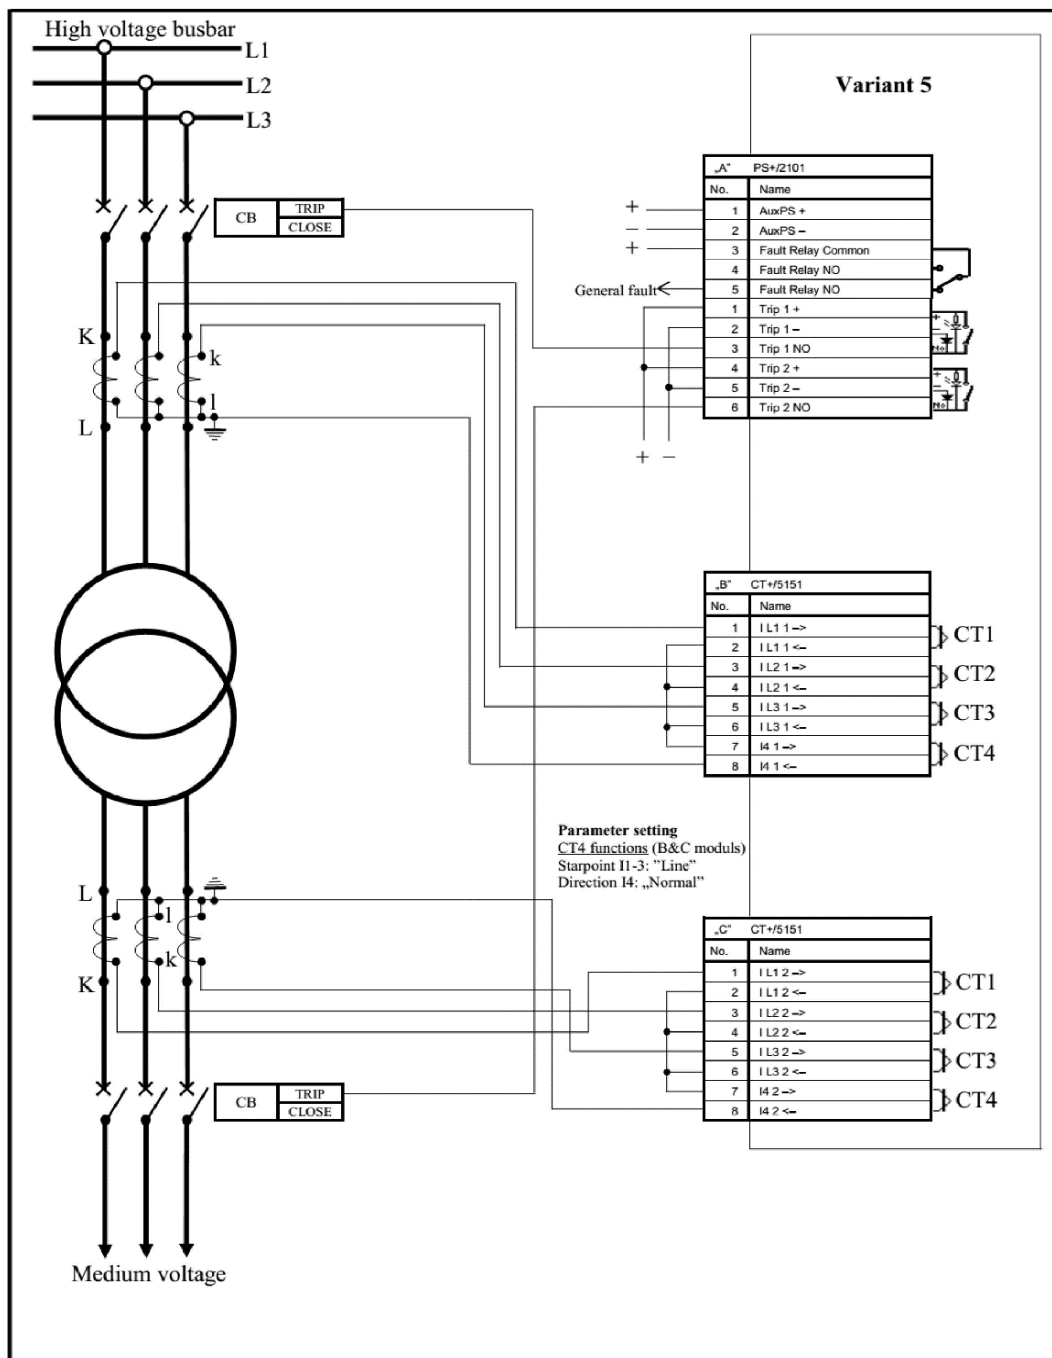 High voltage busbar
L1
L2
L3
Variant 5
„A” PS+/2101
No. Name
+ 1 AuxPS +
– 2 AuxPS –
+ 3 Fault Relay Common
4 Fault Relay NO
General fault 5 Fault Relay NO
1 Trip 1 +
2 Trip 1 –
3 Trip 1 NO
4 Trip 2 +
5 Trip 2 –
6 Trip 2 NO
+ –
CB TRIP
CLOSE
K
k
l
L
„B” CT+/5151
No. Name
1 I L1 1 –>
2 I L1 1 <–
3 I L2 1 –>
4 I L2 1 <–
5 I L3 1 –>
6 I L3 1 <–
7 I4 1 –>
8 I4 1 <–
CT1
CT2
CT3
CT4
Parameter setting
CT4 functions (B&C moduls)
Starpoint I1-3: ”Line”
Direction I4: „Normal”
L
l
k
K
„C” CT+/5151
No. Name
1 I L1 2 –>
2 I L1 2 <–
3 I L2 2 –>
4 I L2 2 <–
5 I L3 2 –>
6 I L3 2 <–
7 I4 2 –>
8 I4 2 <–
CT1
CT2
CT3
CT4
CB TRIP
CLOSE
Medium voltage